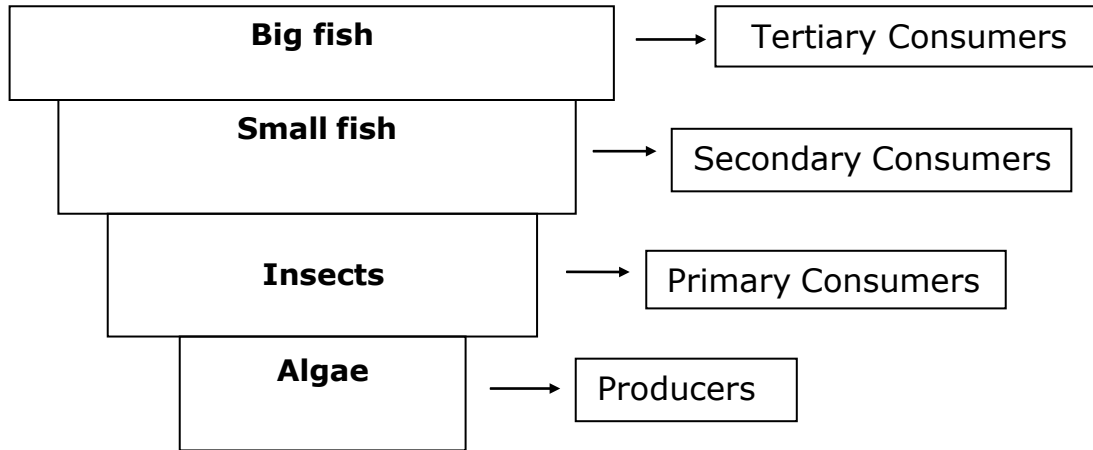 Big fish
Tertiary Consumers
Small fish
Secondary Consumers
Insects
Primary Consumers
Algae
Producers